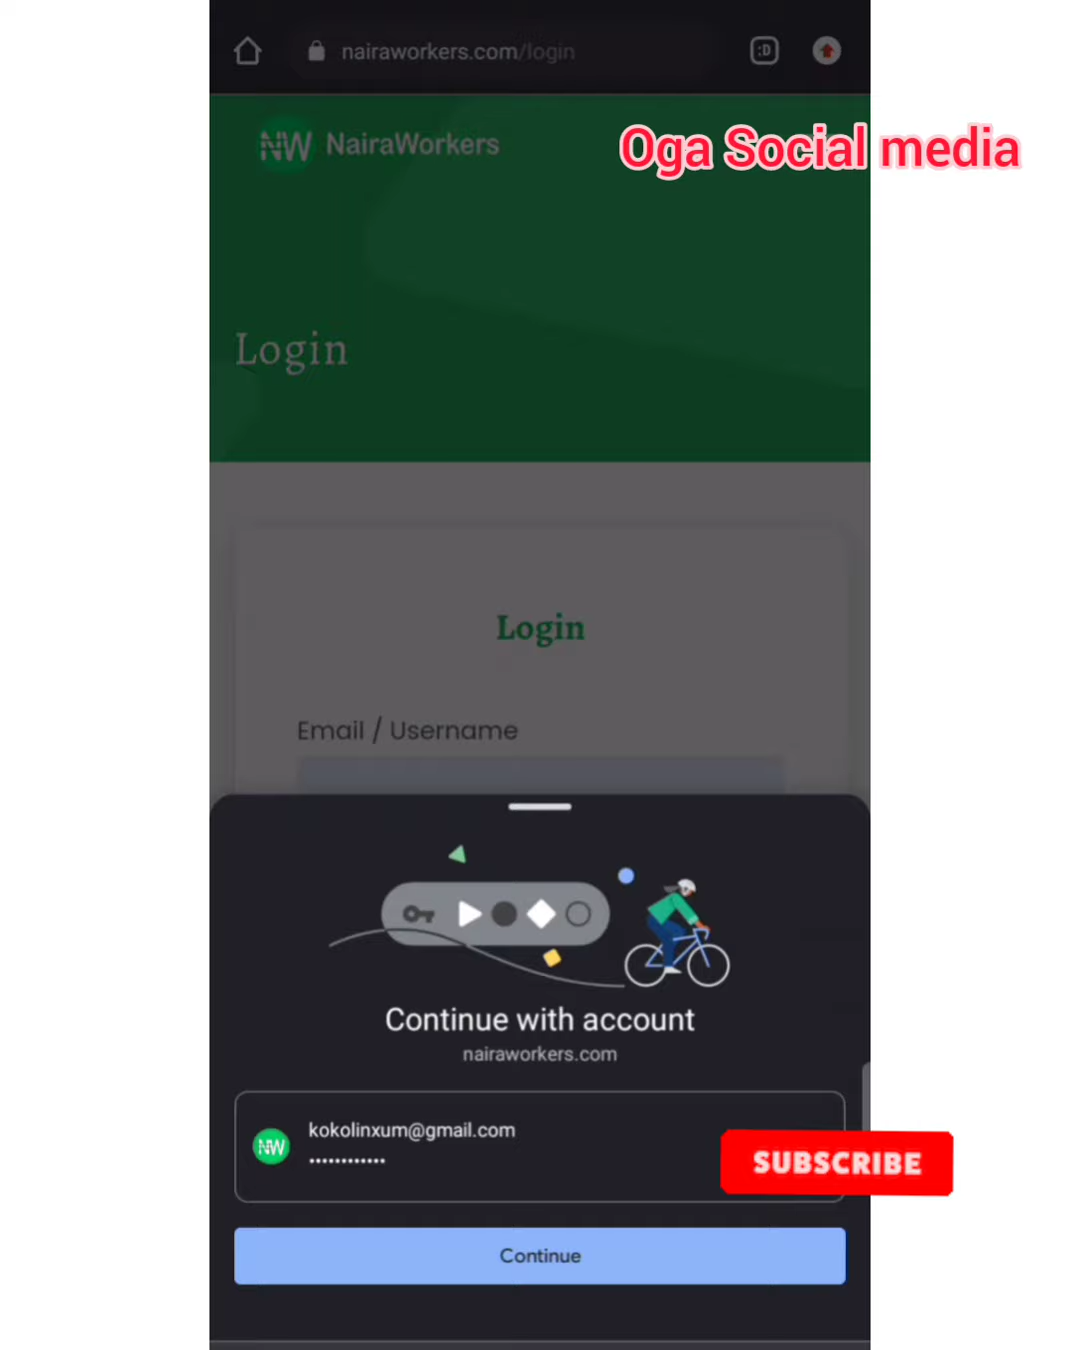 nairaworkers.com/login
:D
NW NairaWorkers
Oga Social media
Login
Login
Email / Username
Continue with account
nairaworkers.com
NW
kokolinxum@gmail.com
••••••••••••
SUBSCRIBE
Continue